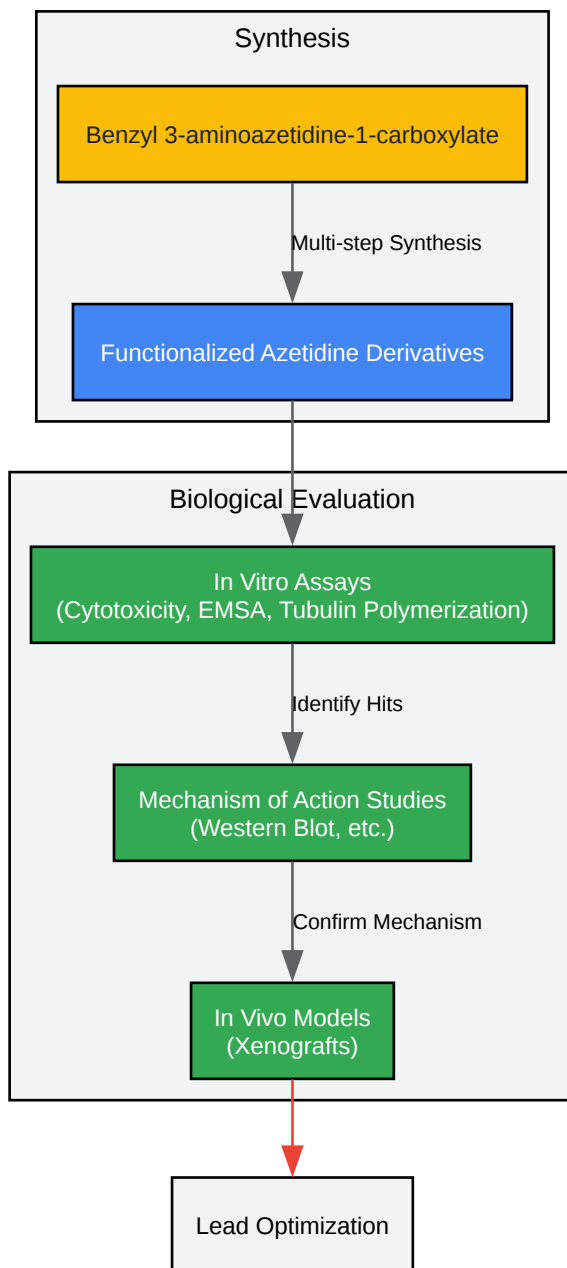 Synthesis
Benzyl 3-aminoazetidine-1-carboxylate
Multi-step Synthesis
Functionalized Azetidine Derivatives
Biological Evaluation
In Vitro Assays
(Cytotoxicity, EMSA, Tubulin Polymerization)
Identify Hits
Mechanism of Action Studies
(Western Blot, etc.)
Confirm Mechanism
In Vivo Models
(Xenografts)
Lead Optimization